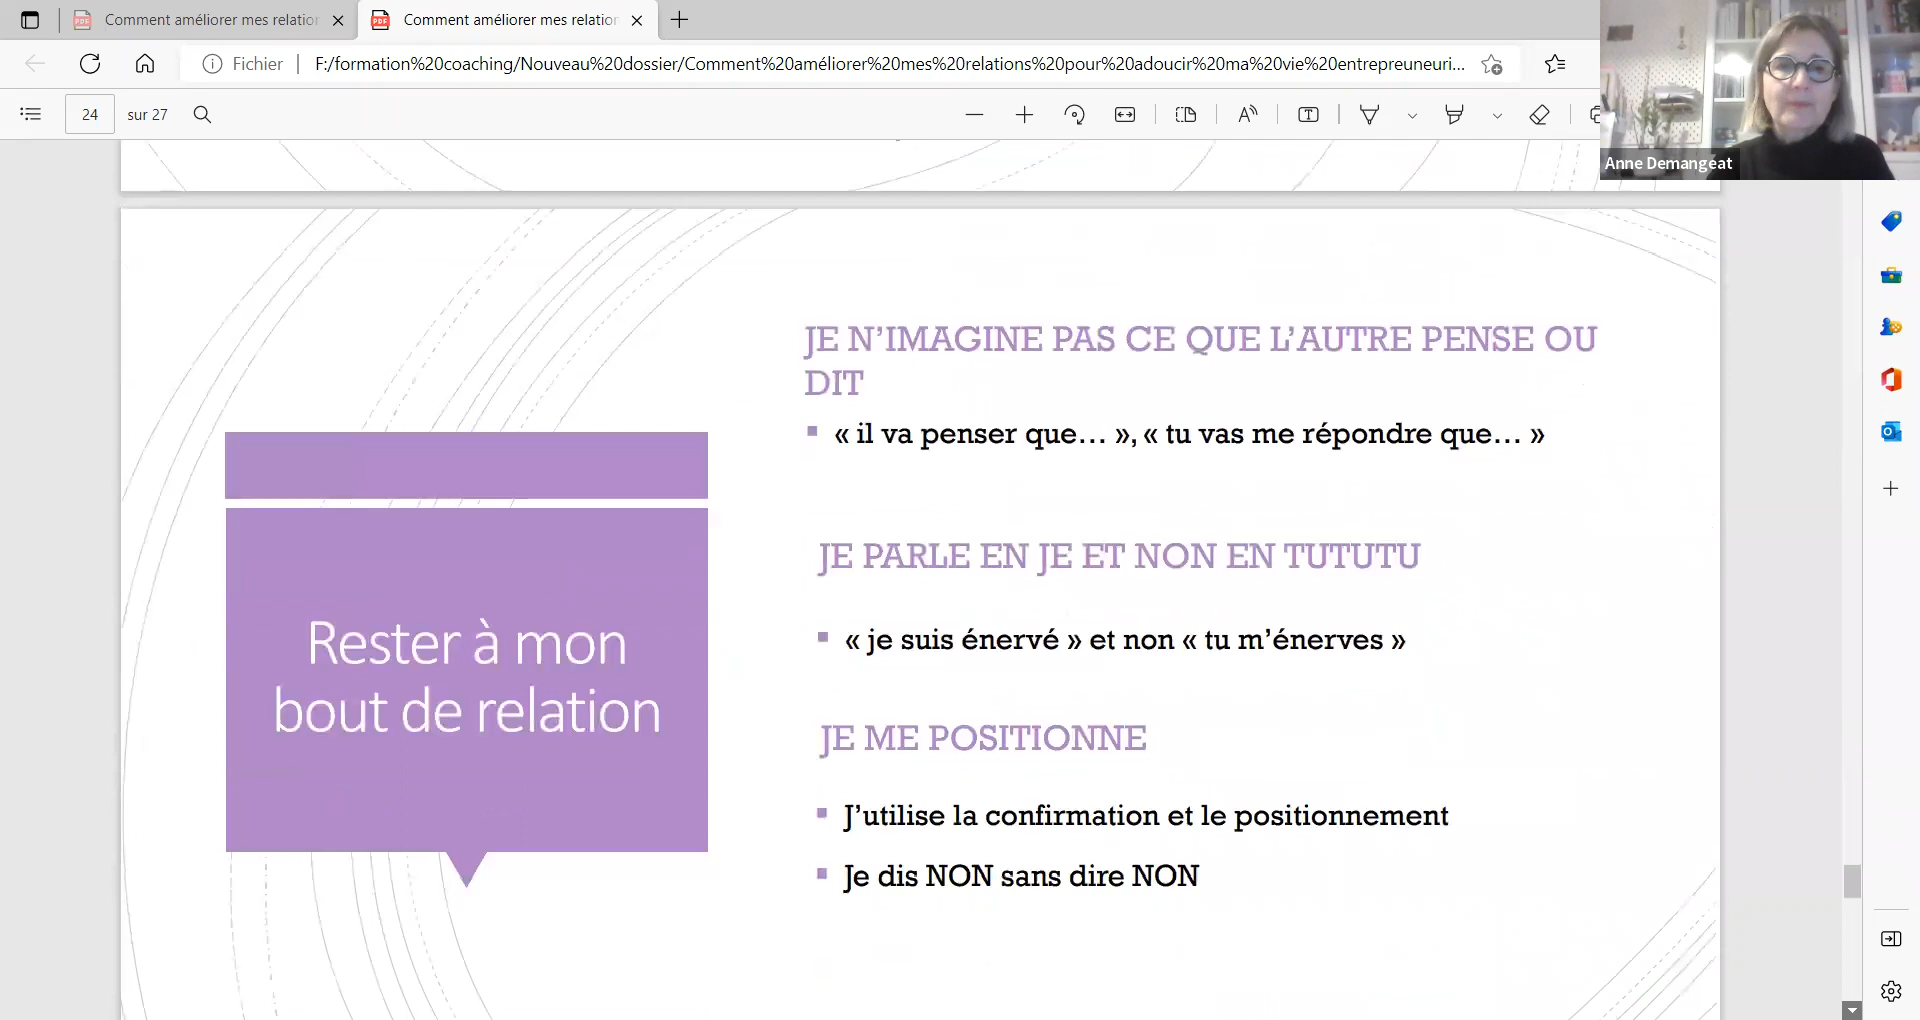 Comment améliorer mes relation
Comment améliorer mes relation
Fichier
F:/formation%20coaching/Nouveau%20dossier/Comment%20améliorer%20mes%20relations%20pour%20adoucir%20ma%20vie%20entrepreuneuri...
24 sur 27
Anne Demangeat
Rester à mon
bout de relation
JE N’IMAGINE PAS CE QUE L’AUTRE PENSE OU
DIT
« il va penser que… », « tu vas me répondre que… »
JE PARLE EN JE ET NON EN TUTUTU
« je suis énervé » et non « tu m’énerves »
JE ME POSITIONNE
J’utilise la confirmation et le positionnement
Je dis NON sans dire NON